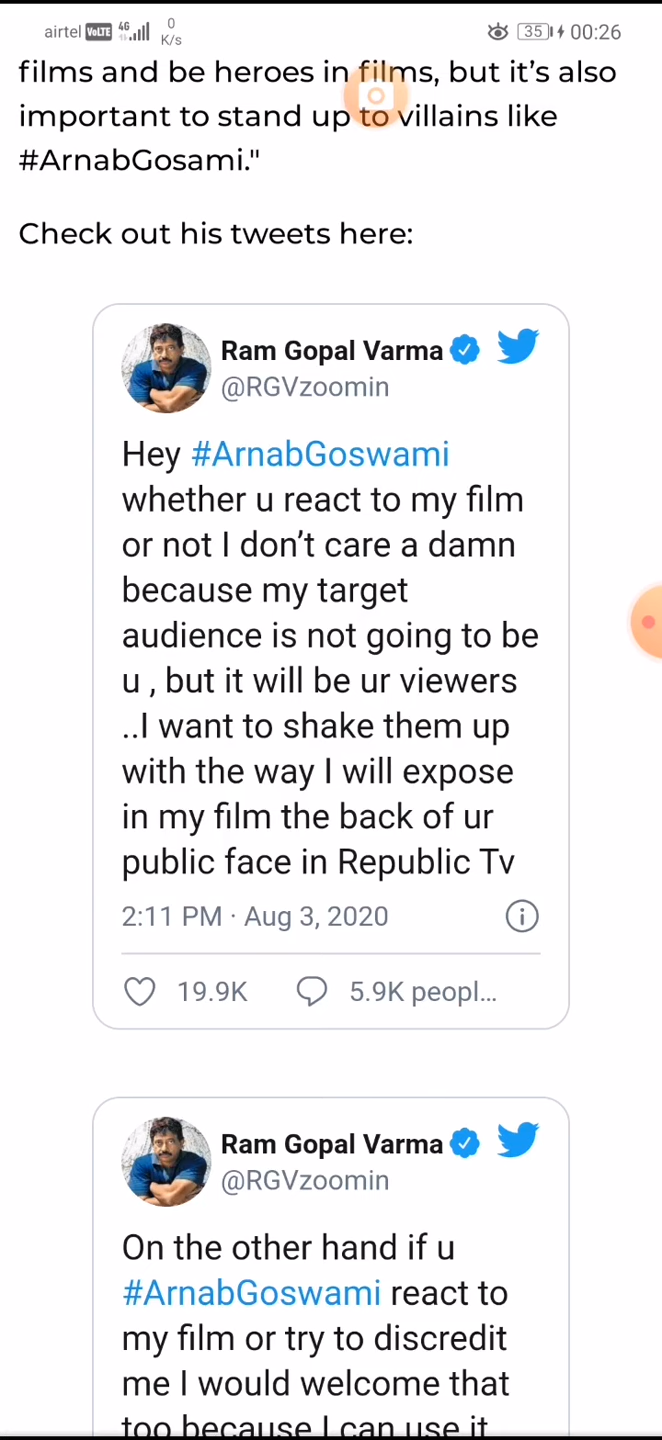 airtel VoLTE 4G 0 K/s 35 00:26
films and be heroes in films, but it's also
important to stand up to villains like
#ArnabGosami."
Check out his tweets here:
Ram Gopal Varma
@RGVzoomin
Hey #ArnabGoswami
whether u react to my film
or not I don't care a damn
because my target
audience is not going to be
u , but it will be ur viewers
..I want to shake them up
with the way I will expose
in my film the back of ur
public face in Republic Tv
2:11 PM · Aug 3, 2020
19.9K 5.9K peopl...
Ram Gopal Varma
@RGVzoomin
On the other hand if u
#ArnabGoswami react to
my film or try to discredit
me I would welcome that
too because I can use it